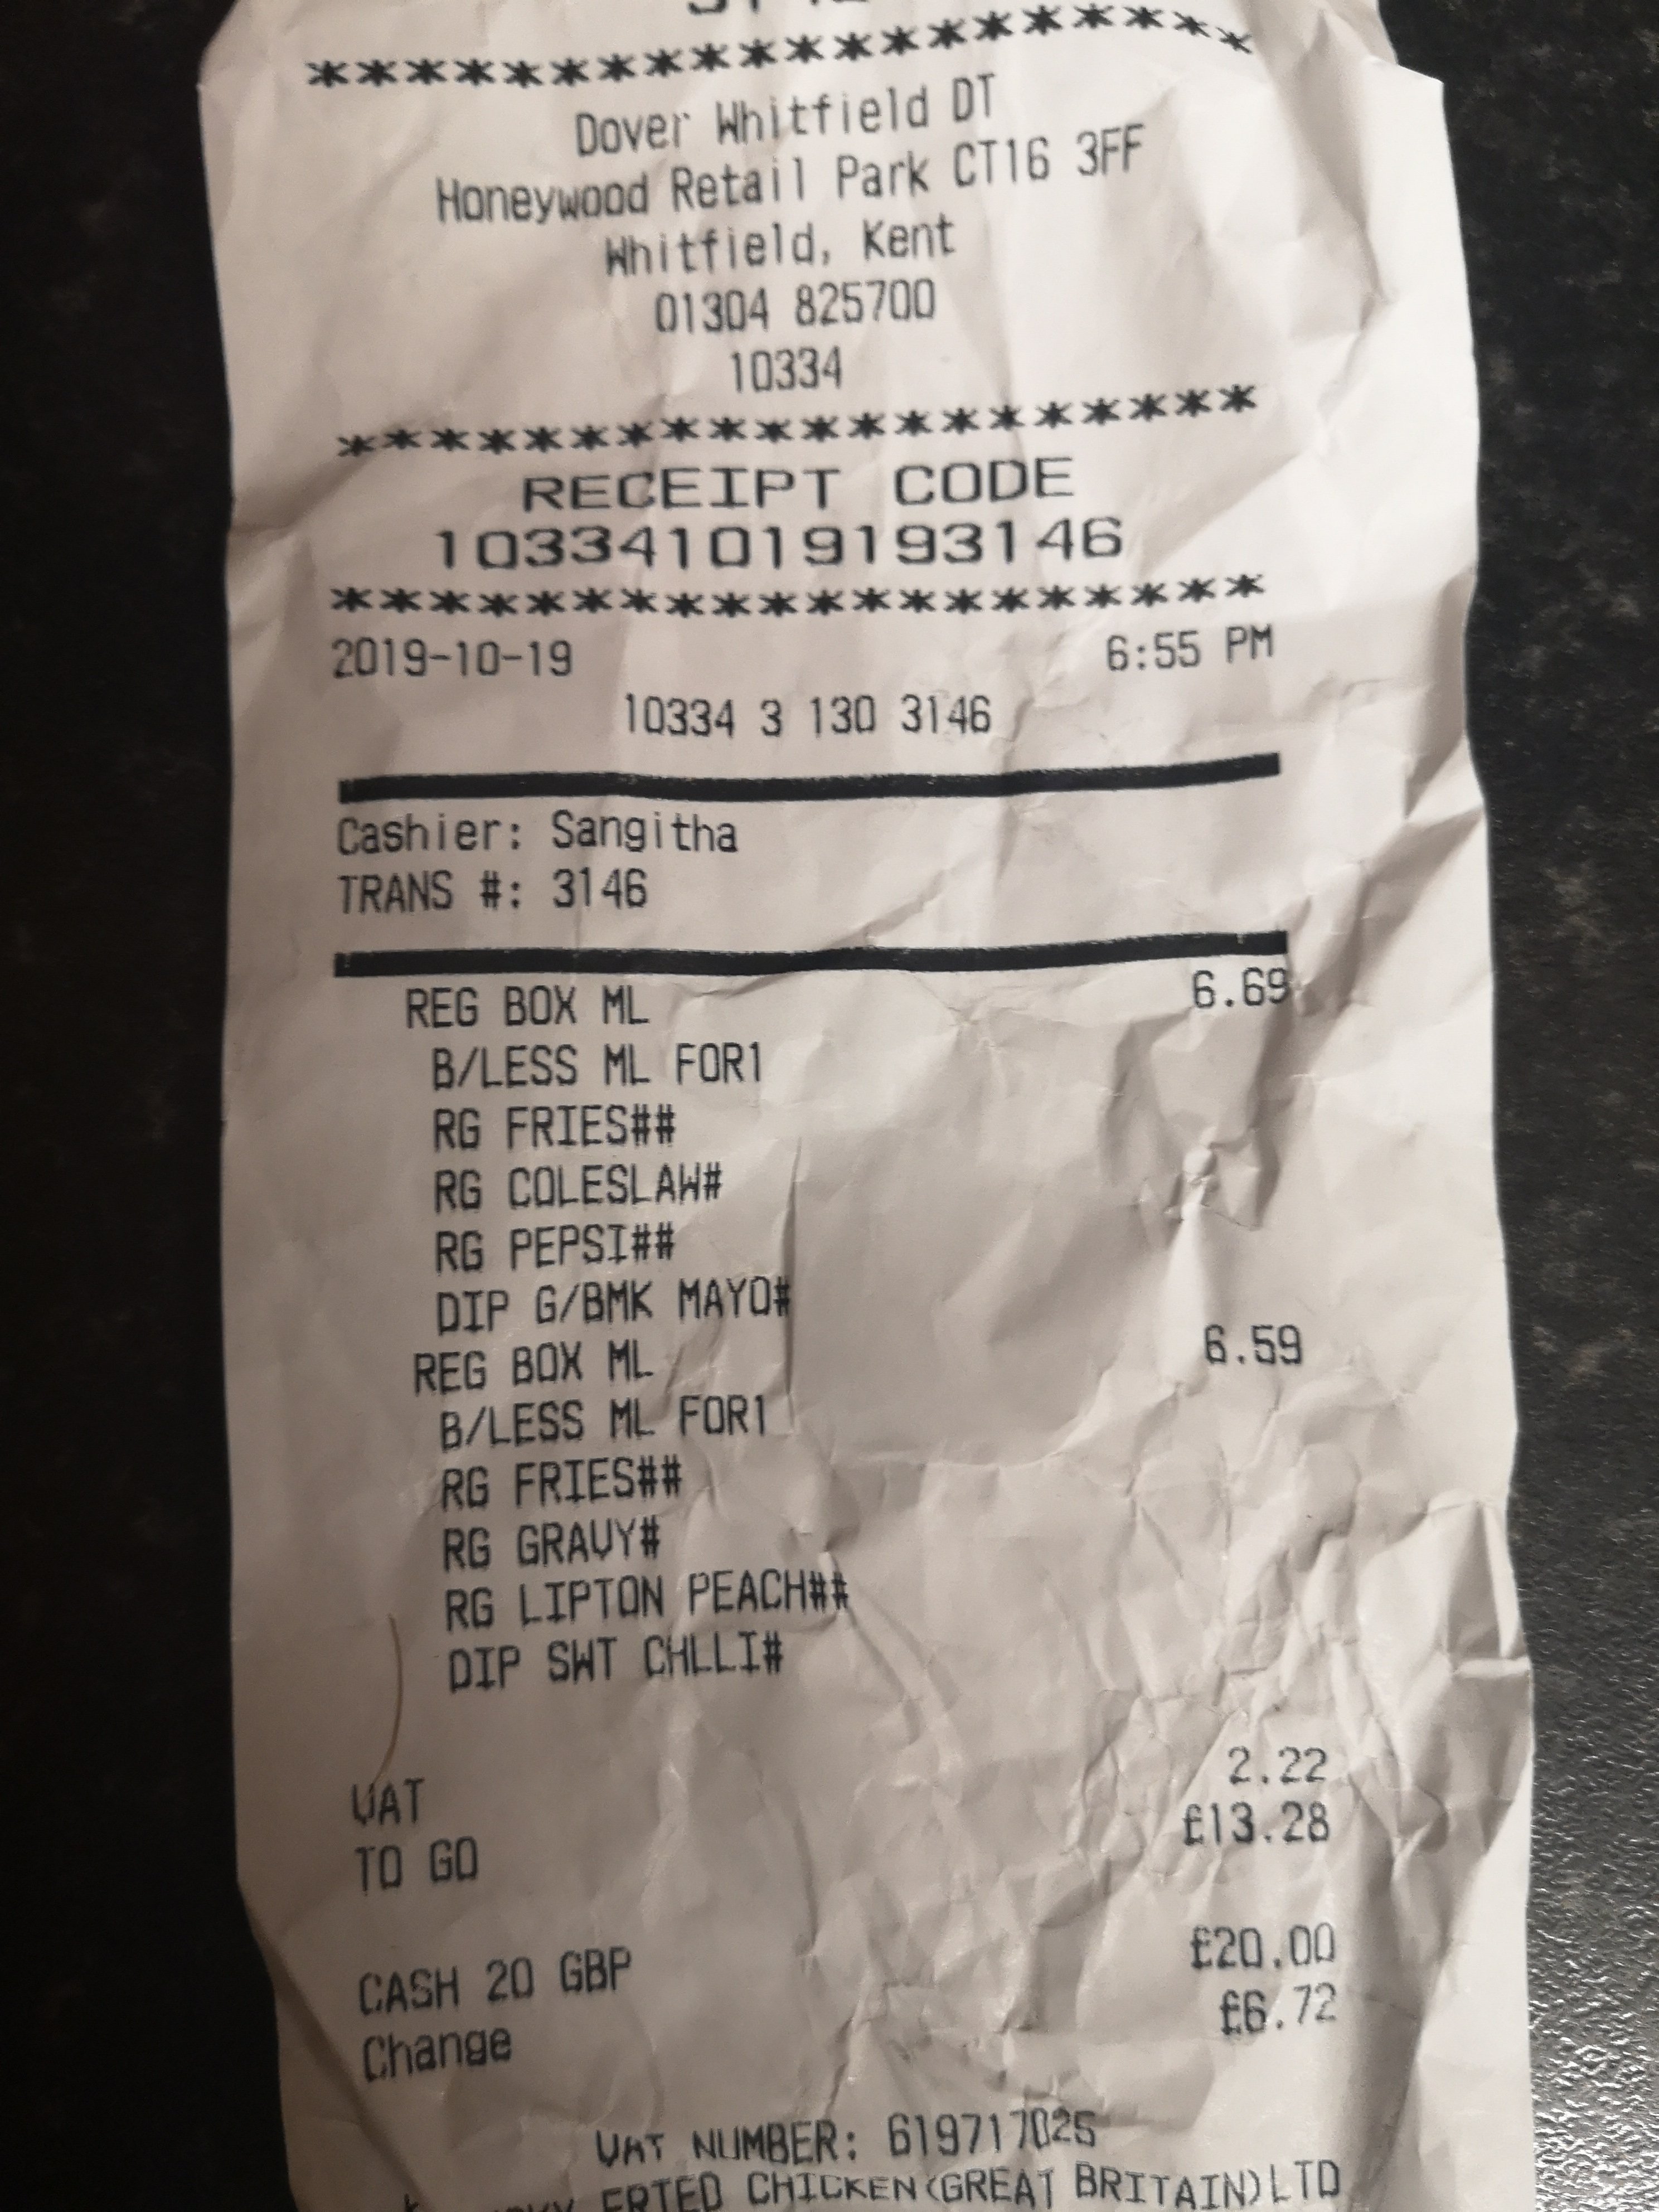 **********************
Dover Whitfield DT
Honeywood Retail Park CT16 3FF
Whitfield, Kent
01304 825700
10334
********************
RECEIPT CODE
103341019193146
********************
2019-10-19 6:55 PM
10334 3 130 3146
Cashier: Sangitha
TRANS #: 3146
REG BOX ML 6.69
B/LESS ML FOR1
RG FRIES##
RG COLESLAW#
RG PEPSI##
DIP G/BMK MAYO#
REG BOX ML 6.59
B/LESS ML FOR1
RG FRIES##
RG GRAVY#
RG LIPTON PEACH##
DIP SWT CHLLI#
VAT 2.22
TO GO £13.28
CASH 20 GBP £20.00
Change £6.72
VAT NUMBER: 619717025
CHICKEN(GREAT BRITAIN)LTD